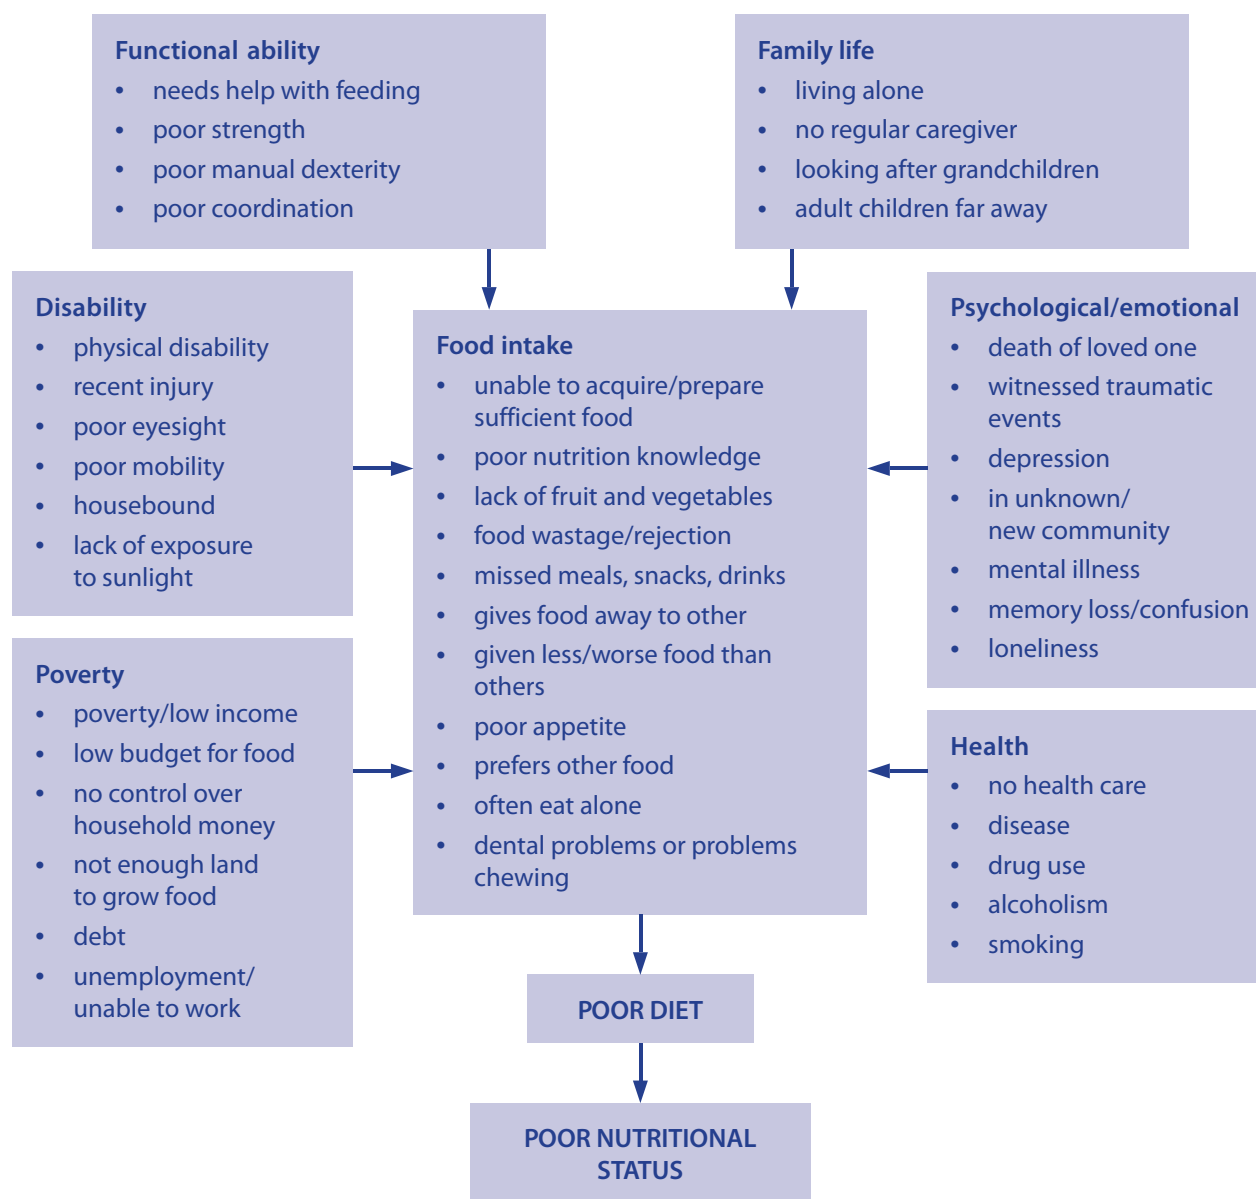 Functional ability
• needs help with feeding
• poor strength
• poor manual dexterity
• poor coordination
Family life
• living alone
• no regular caregiver
• looking after grandchildren
• adult children far away
Disability
• physical disability
• recent injury
• poor eyesight
• poor mobility
• housebound
• lack of exposure
to sunlight
Food intake
• unable to acquire/prepare
sufficient food
• poor nutrition knowledge
• lack of fruit and vegetables
• food wastage/rejection
• missed meals, snacks, drinks
• gives food away to other
• given less/worse food than
others
• poor appetite
• prefers other food
• often eat alone
• dental problems or problems
chewing
Psychological/emotional
• death of loved one
• witnessed traumatic
events
• depression
• in unknown/
new community
• mental illness
• memory loss/confusion
• loneliness
Poverty
• poverty/low income
• low budget for food
• no control over
household money
• not enough land
to grow food
• debt
• unemployment/
unable to work
Health
• no health care
• disease
• drug use
• alcoholism
• smoking
POOR DIET
POOR NUTRITIONAL
STATUS